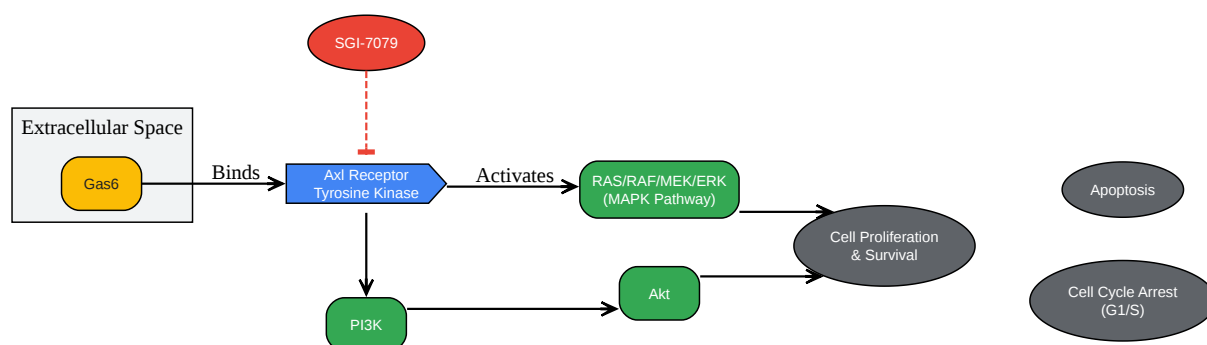 SGI-7079
Extracellular Space
Gas6
Binds
Axl Receptor
Tyrosine Kinase
Activates
RAS/RAF/MEK/ERK
(MAPK Pathway)
Apoptosis
Cell Proliferation
& Survival
Akt
Cell Cycle Arrest
(G1/S)
PI3K